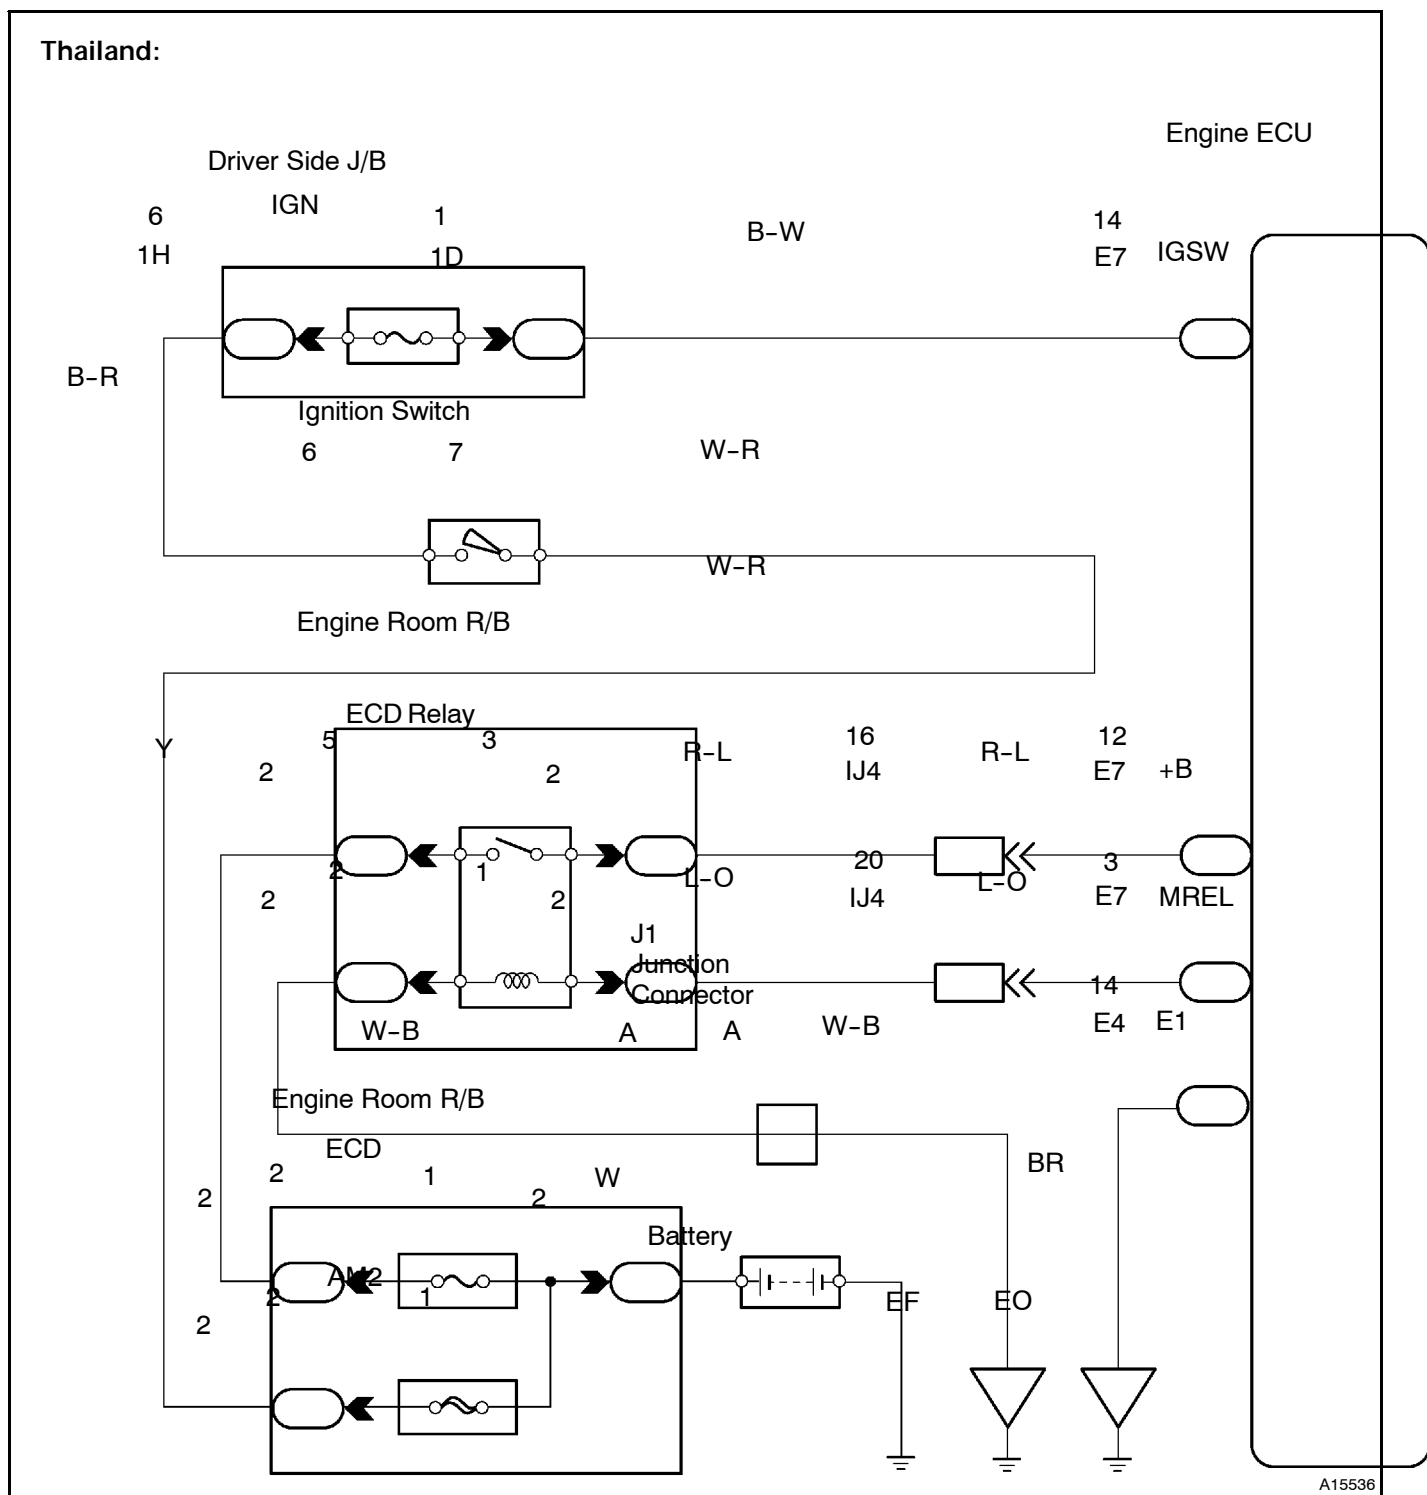 Thailand:
Engine ECU
Driver Side J/B
IGN
6
1
B-W
14
1H
1D
E7
IGSW
B-R
Ignition Switch
6
7
W-R
W-R
Engine Room R/B
ECD Relay
Y
5
3
R-L
16
R-L
12
2
2
IJ4
E7
+B
2
1
L-O
20
L-O
3
2
2
IJ4
E7
MREL
J1
Junction
Connector
14
W-B
A
A
W-B
E4
E1
Engine Room R/B
ECD
BR
2
1
W
2
2
Battery
AM2
2
1
EF
EO
2
A15536